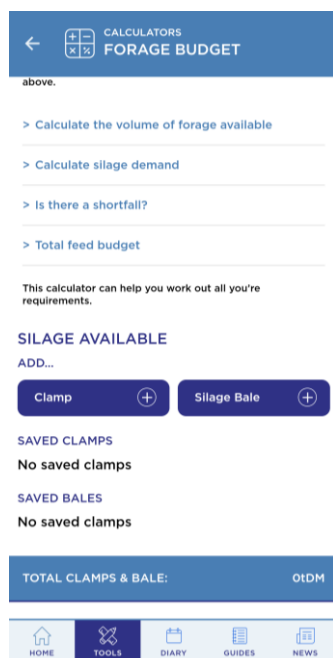 CALCULATORS
FORAGE BUDGET
above.
> Calculate the volume of forage available
> Calculate silage demand
> Is there a shortfall?
> Total feed budget
This calculator can help you work out all you're
requirements.
SILAGE AVAILABLE
ADD...
Clamp
Silage Bale
SAVED CLAMPS
No saved clamps
SAVED BALES
No saved clamps
TOTAL CLAMPS & BALE: 0tDM
HOME TOOLS DIARY GUIDES NEWS